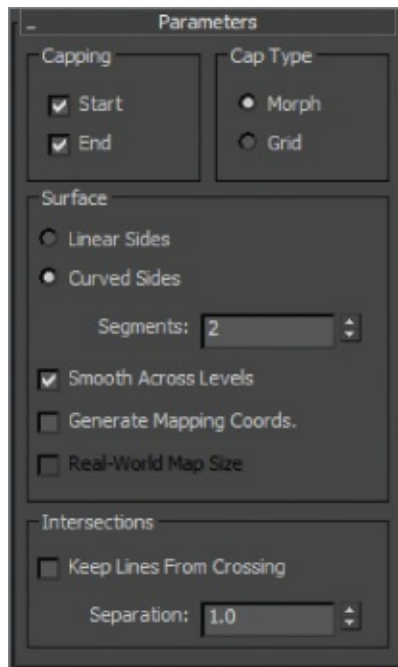 Parameters
Capping
Start
End
Cap Type
Morph
Grid
Surface
Linear Sides
Curved Sides
Segments: 2
Smooth Across Levels
Generate Mapping Coords.
Real-World Map Size
Intersections
Keep Lines From Crossing
Separation: 1.0